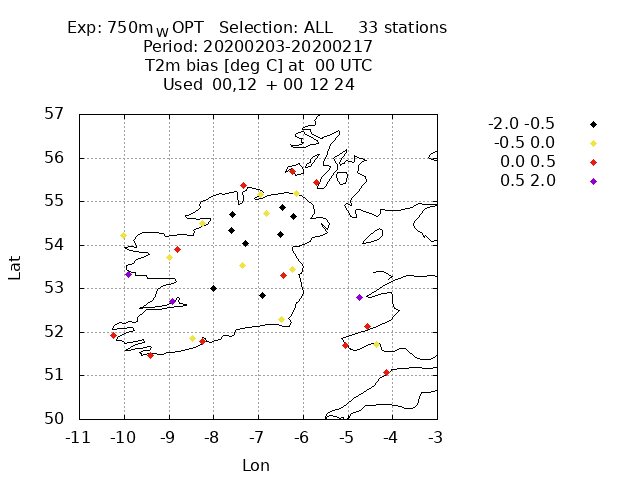 Exp: 750m_W OPT   Selection: ALL     33 stations
Period: 20200203-20200217
T2m bias [deg C] at  00 UTC
Used  00,12  + 00 12 24
-2.0 -0.5
-0.5 0.0
0.0 0.5
0.5 2.0
57
56
55
54
53
52
51
50
Lat
-11 -10 -9 -8 -7 -6 -5 -4 -3
Lon